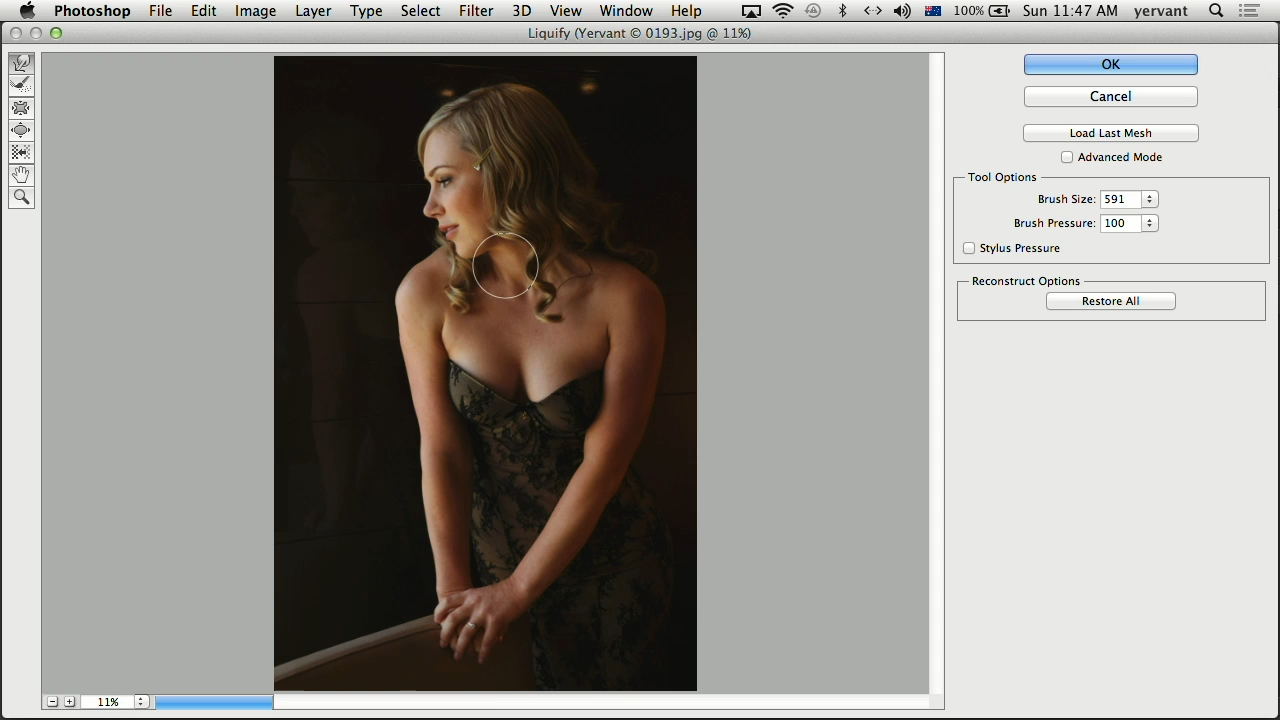 Photoshop File Edit Image Layer Type Select Filter 3D View Window Help 100% Sun 11:47 AM yervant
Liquify (Yervant © 0193.jpg @ 11%)
OK
Cancel
Load Last Mesh
Advanced Mode
Tool Options
Brush Size: 591
Brush Pressure: 100
Stylus Pressure
Reconstruct Options
Restore All
11%